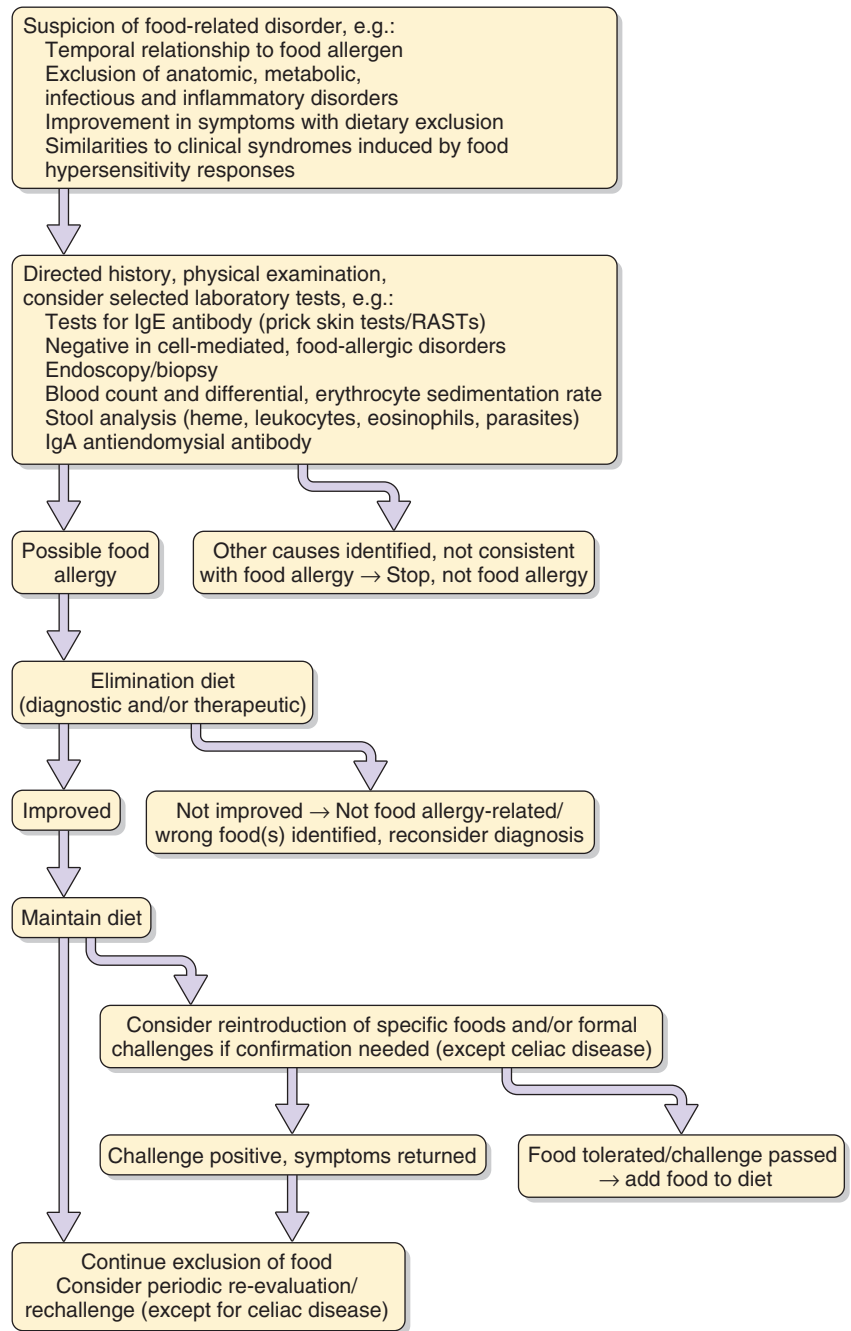 Suspicion of food-related disorder, e.g.:
Temporal relationship to food allergen
Exclusion of anatomic, metabolic,
infectious and inflammatory disorders
Improvement in symptoms with dietary exclusion
Similarities to clinical syndromes induced by food
hypersensitivity responses
Directed history, physical examination,
consider selected laboratory tests, e.g.:
Tests for IgE antibody (prick skin tests/RASTs)
Negative in cell-mediated, food-allergic disorders
Endoscopy/biopsy
Blood count and differential, erythrocyte sedimentation rate
Stool analysis (heme, leukocytes, eosinophils, parasites)
IgA antiendomysial antibody
Possible food
allergy
Other causes identified, not consistent
with food allergy → Stop, not food allergy
Elimination diet
(diagnostic and/or therapeutic)
Improved
Not improved → Not food allergy-related/
wrong food(s) identified, reconsider diagnosis
Maintain diet
Consider reintroduction of specific foods and/or formal
challenges if confirmation needed (except celiac disease)
Challenge positive, symptoms returned
Food tolerated/challenge passed
→ add food to diet
Continue exclusion of food
Consider periodic re-evaluation/
rechallenge (except for celiac disease)